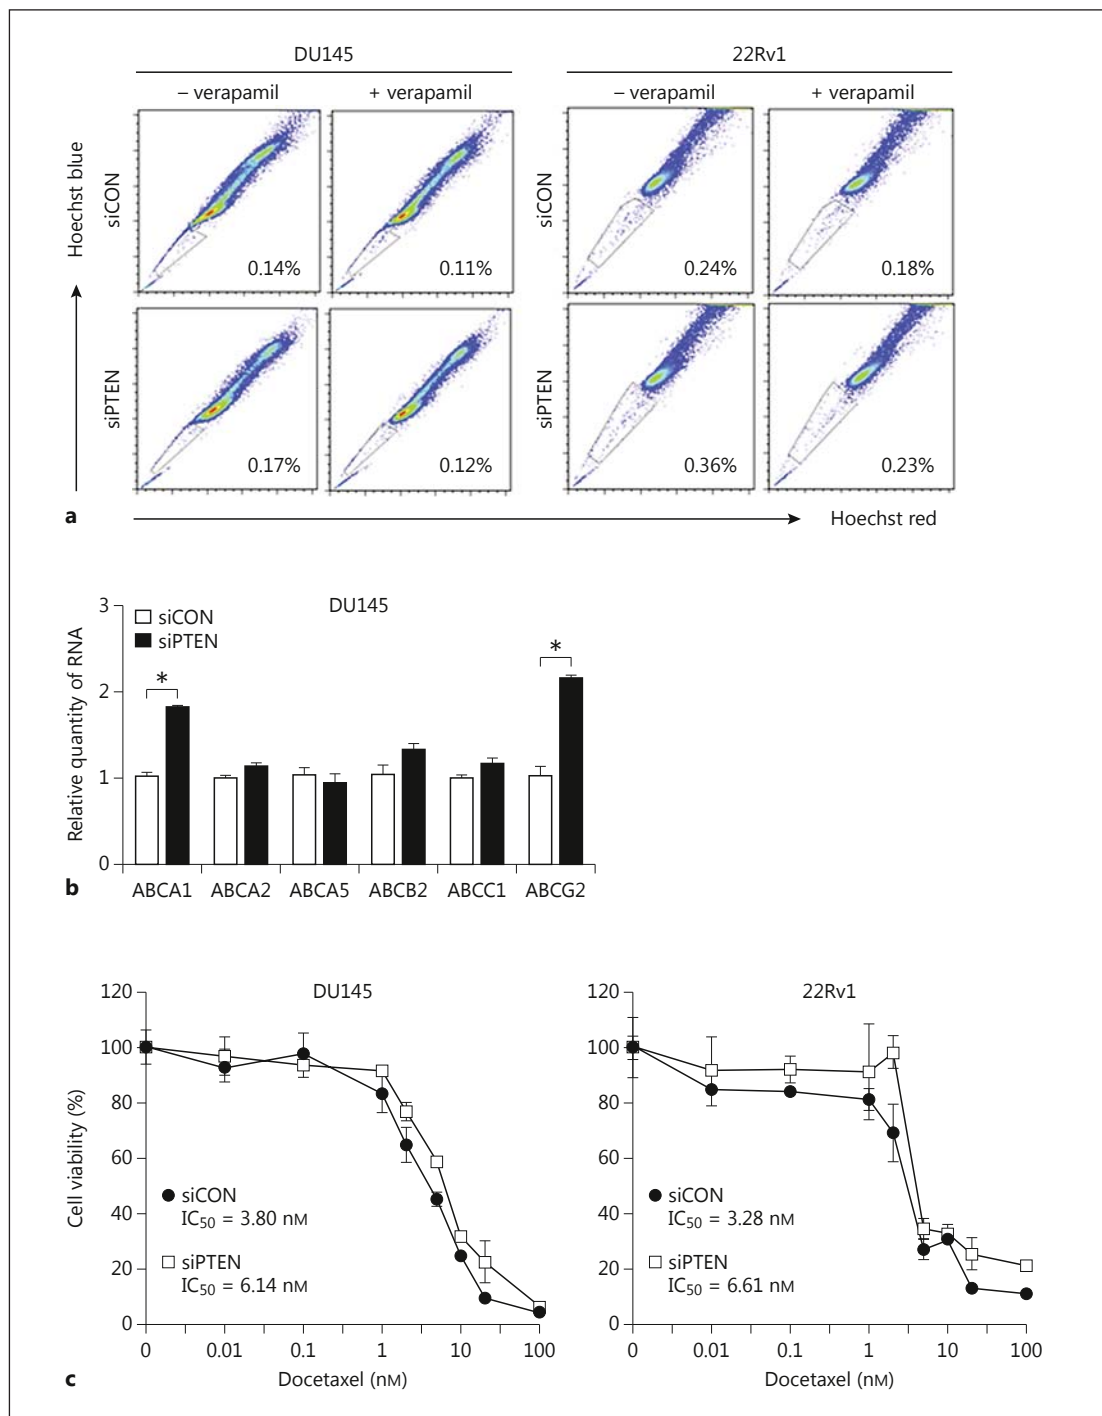 DU145 22Rv1
– verapamil + verapamil – verapamil + verapamil
Hoechst blue
siCON
0.14% 0.11% 0.24% 0.18%
siPTEN
0.17% 0.12% 0.36% 0.23%
siCON
siPTEN
a
Hoechst red
DU145
3
2
1
0
Relative quantity of RNA
siCON
siPTEN
*
*
ABCA1 ABCA2 ABCA5 ABCB2 ABCC1 ABCG2
b
DU145
120
100
80
60
40
20
0
Cell viability (%)
siCON
IC50 = 3.80 nM
siPTEN
IC50 = 6.14 nM
0 0.01 0.1 1 10 100
Docetaxel (nM)
22Rv1
120
100
80
60
40
20
0
siCON
IC50 = 3.28 nM
siPTEN
IC50 = 6.61 nM
0 0.01 0.1 1 10 100
Docetaxel (nM)
c